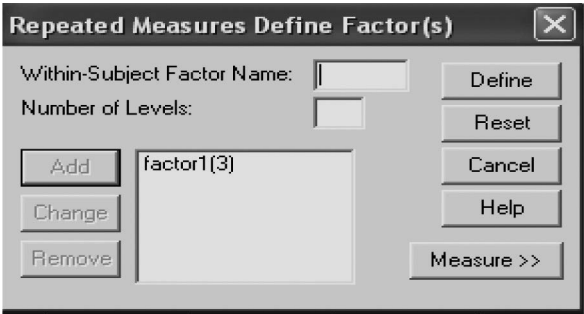 Repeated Measures Define Factor(s)
Within-Subject Factor Name:
Define
Number of Levels:
Reset
Add
factor1(3)
Cancel
Change
Help
Remove
Measure >>